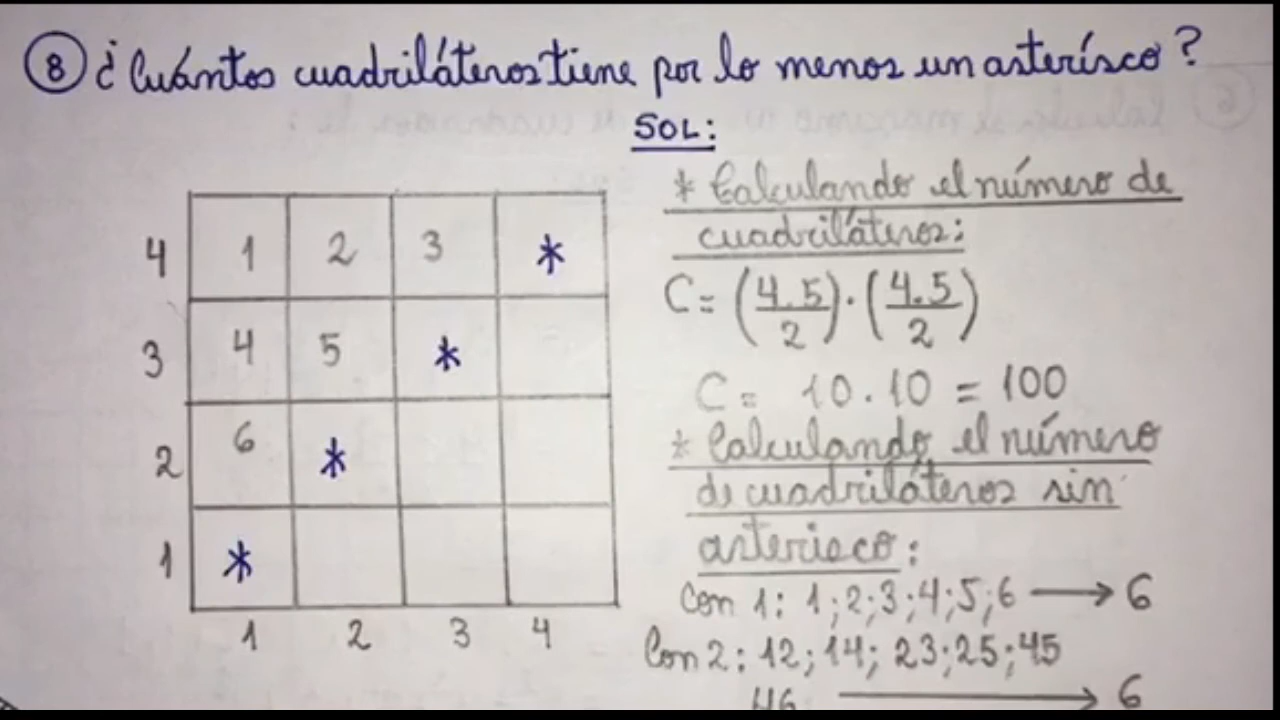 8 ¿Cuántos cuadriláteros tiene por lo menos un asterísco?
SOL:
4 1 2 3 *
3 4 5 *
2 6 *
1 *
1 2 3 4
* Calculando el número de
cuadriláteros:
C = (4.5/2) . (4.5/2)
C = 10 . 10 = 100
* Calculando el número
de cuadriláteros sin
asterisco:
Con 1: 1;2;3;4;5;6 → 6
Con 2: 12; 14; 23; 25; 45
46 → 6